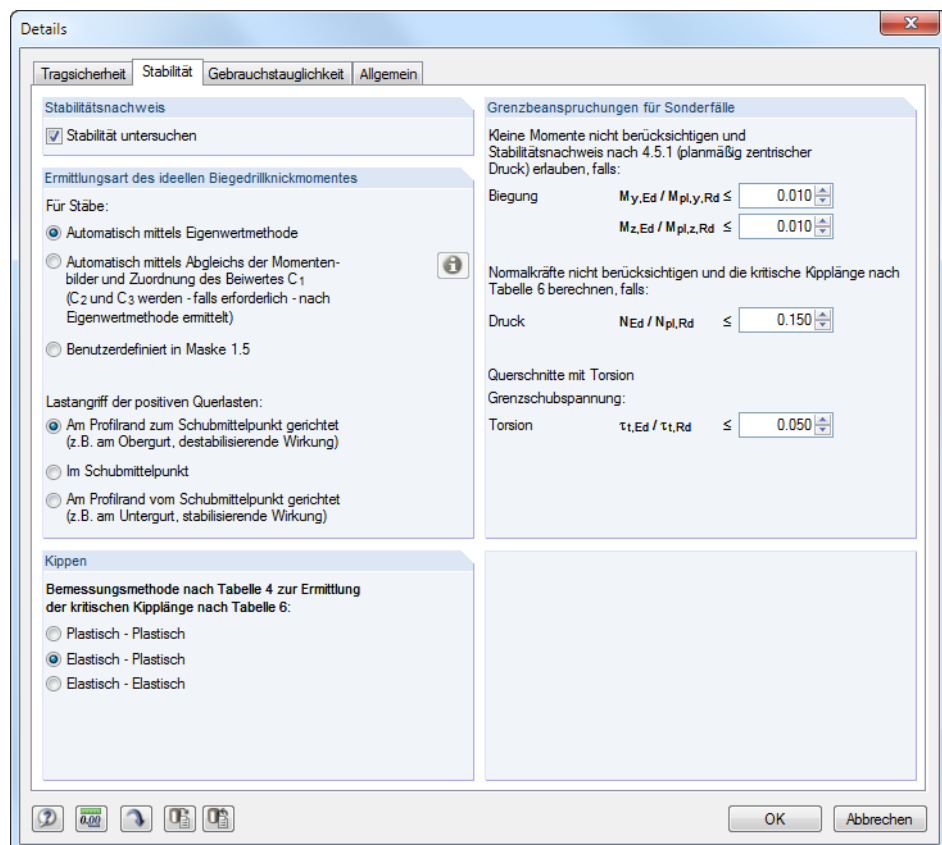 Details
Tragsicherheit Stabilität Gebrauchstauglichkeit Allgemein
Stabilitätsnachweis
Stabilität untersuchen
Ermittlungsart des ideellen Biegedrillknickmomentes
Für Stäbe:
Automatisch mittels Eigenwertmethode
Automatisch mittels Abgleichs der Momenten-
bilder und Zuordnung des Beiwertes C1
(C2 und C3 werden - falls erforderlich - nach
Eigenwertmethode ermittelt)
Benutzerdefiniert in Maske 1.5
Lastangriff der positiven Querlasten:
Am Profilrand zum Schubmittelpunkt gerichtet
(z.B. am Obergurt, destabilisierende Wirkung)
Im Schubmittelpunkt
Am Profilrand vom Schubmittelpunkt gerichtet
(z.B. am Untergurt, stabilisierende Wirkung)
Kippen
Bemessungsmethode nach Tabelle 4 zur Ermittlung
der kritischen Kipplänge nach Tabelle 6:
Plastisch - Plastisch
Elastisch - Plastisch
Elastisch - Elastisch
Grenzbeanspruchungen für Sonderfälle
Kleine Momente nicht berücksichtigen und
Stabilitätsnachweis nach 4.5.1 (planmäßig zentrischer
Druck) erlauben, falls:
Biegung My,Ed / Mpl,y,Rd ≤ 0.010
Mz,Ed / Mpl,z,Rd ≤ 0.010
Normalkräfte nicht berücksichtigen und die kritische Kipplänge nach
Tabelle 6 berechnen, falls:
Druck NEd / Npl,Rd ≤ 0.150
Querschnitte mit Torsion
Grenzschubspannung:
Torsion τt,Ed / τt,Rd ≤ 0.050
0.00
OK Abbrechen